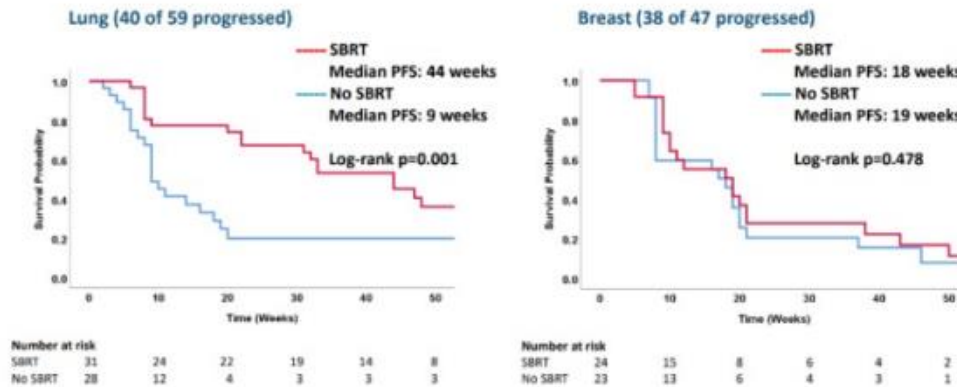 Lung (40 of 59 progressed)
SBRT
Median PFS: 44 weeks
No SBRT
Median PFS: 9 weeks
Log-rank p=0.001
1.0
0.8
0.6
0.4
0.2
0.0
Survival Probability
0 10 20 30 40 50
Time (Weeks)
Number at risk
SBRT 31 24 22 19 14 8
No SBRT 28 12 4 3 3 3
Breast (38 of 47 progressed)
SBRT
Median PFS: 18 weeks
No SBRT
Median PFS: 19 weeks
Log-rank p=0.478
1.0
0.8
0.6
0.4
0.2
0.0
Survival Probability
0 10 20 30 40 50
Time (Weeks)
Number at risk
SBRT 24 15 8 6 4 2
No SBRT 23 13 6 4 3 1